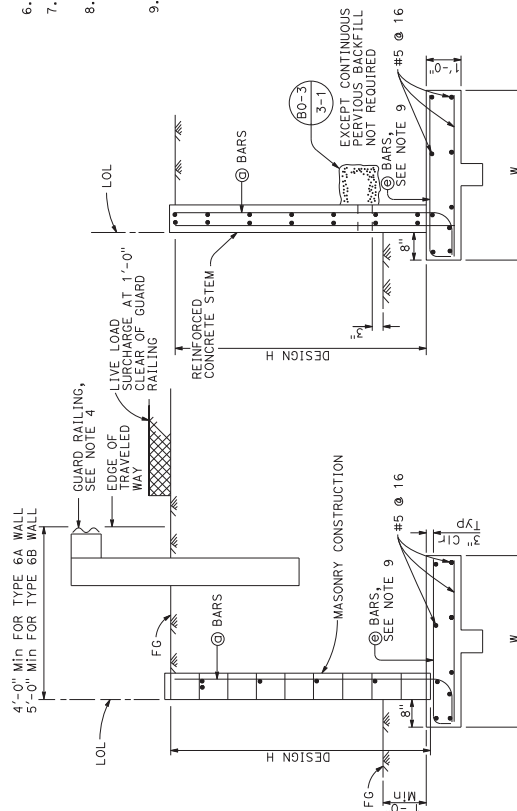 6.
7.
8.
9.
4'-0" Min FOR TYPE 6A WALL
5'-0" Min FOR TYPE 6B WALL
LOL
FG
GUARD RAILING,
SEE NOTE 4
EDGE OF
TRAVELED
WAY
LIVE LOAD
SURCHARGE AT 1'-0"
CLEAR OF GUARD
RAILING
a BARS
DESIGN H
MASONRY CONSTRUCTION
FG
1'-0"
Min
8"
e BARS,
SEE NOTE 9
#5 @ 16
3" Clr
Typ
W
LOL
REINFORCED
CONCRETE STEM
a BARS
DESIGN H
B0-3
3-1
EXCEPT CONTINUOUS
PERVIOUS BACKFILL
NOT REQUIRED
3"
8"
e BARS,
SEE NOTE 9
#5 @ 16
1'-0"
W